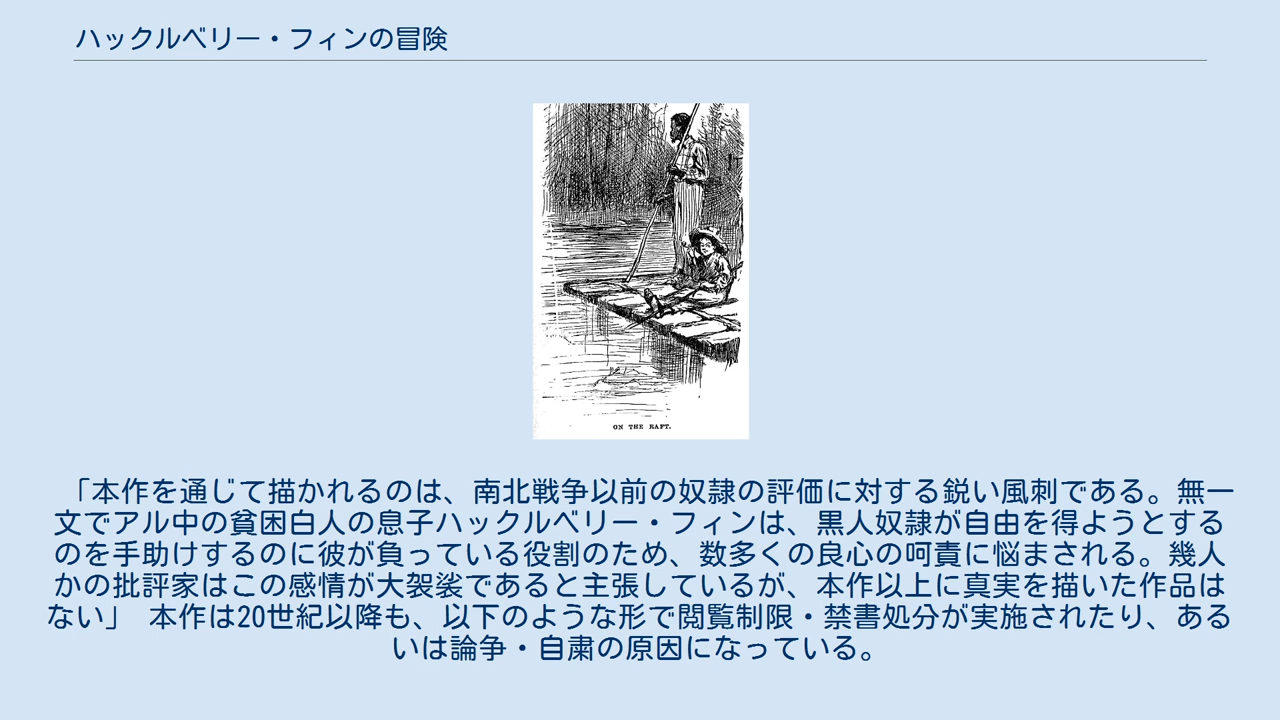 ハックルベリー・フィンの冒険
ON THE RAFT.
「本作を通じて描かれるのは、南北戦争以前の奴隷の評価に対する鋭い風刺である。無一
文でアル中の貧困白人の息子ハックルベリー・フィンは、黒人奴隷が自由を得ようとする
のを手助けするのに彼が負っている役割のため、数多くの良心の呵責に悩まされる。幾人
かの批評家はこの感情が大袈裟であると主張しているが、本作以上に真実を描いた作品は
ない」 本作は20世紀以降も、以下のような形で閲覧制限・禁書処分が実施されたり、ある
いは論争・自粛の原因になっている。